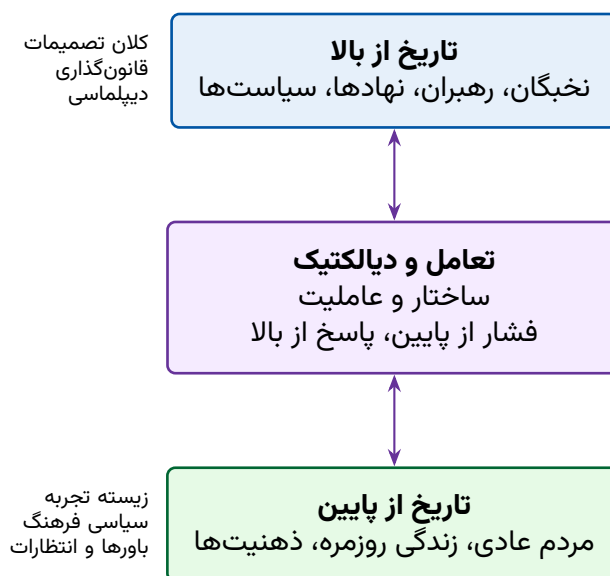 تاریخ از بالا
نخبگان، رهبران، نهادها، سیاست‌ها
کلان تصمیمات
قانون‌گذاری
دیپلماسی
تعامل و دیالکتیک
ساختار و عاملیت
فشار از پایین، پاسخ از بالا
تاریخ از پایین
مردم عادی، زندگی روزمره، ذهنیت‌ها
زیسته تجربه
سیاسی فرهنگ
باورها و انتظارات